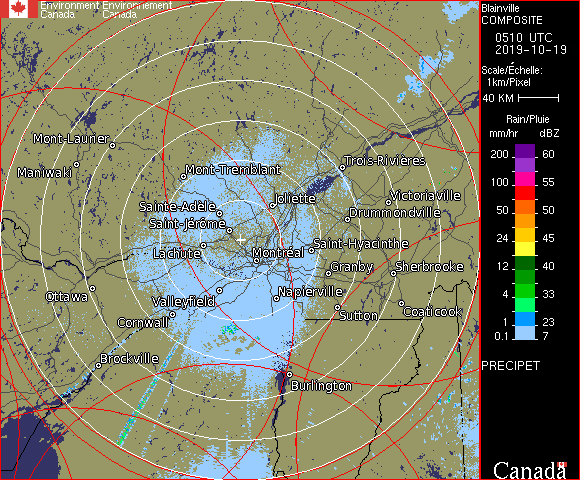 Environment Environnement
Canada Canada
Mont-Laurier
Maniwaki
Mont-Tremblant
Trois-Rivières
Sainte-Adèle
Joliette
Victoriaville
Saint-Jérôme
Drummondville
Lachute
Montréal
Saint-Hyacinthe
Granby
Sherbrooke
Ottawa
Valleyfield
Napierville
Cornwall
Sutton
Coaticook
Brockville
Burlington
Blainville
COMPOSITE
0510 UTC
2019-10-19
Scale/Échelle:
1km/Pixel
40 KM
Rain/Pluie
mm/hr dBZ
200 60
100 55
50 50
24 45
12 40
4 33
1 23
0.1 7
PRECIPET
Canada